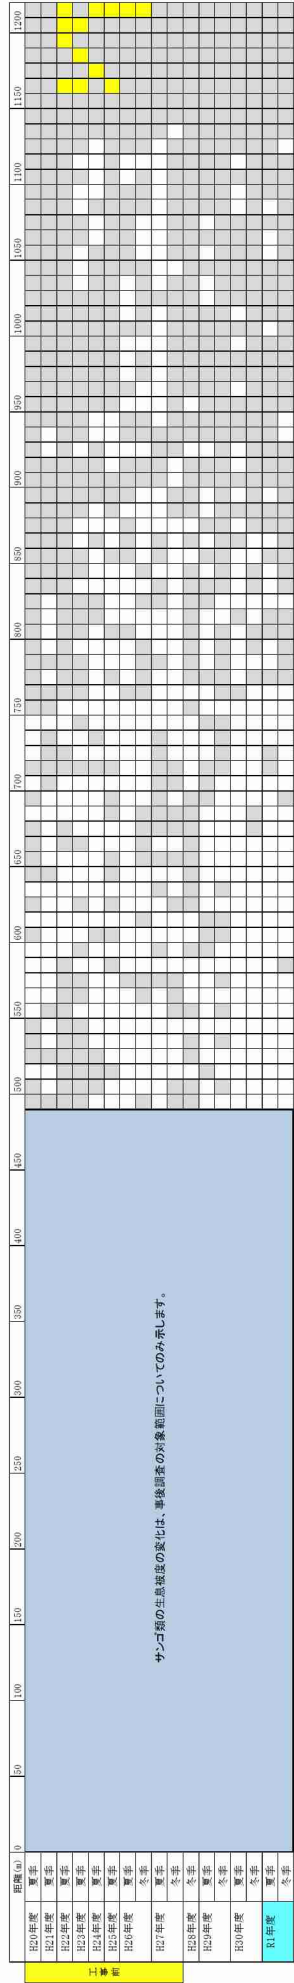 距離(m) 0 50 100 150 200 250 300 350 400 450 500 550 600 650 700 750 800 850 900 950 1000 1050 1100 1150 1200
工事前
H20年度 夏季
H21年度 夏季
H22年度 夏季
H23年度 夏季
H24年度 夏季
H25年度 夏季
H26年度 夏季
冬季
H27年度 夏季
冬季
H28年度 冬季
H29年度 夏季
冬季
H30年度 夏季
冬季
R1年度 夏季
冬季
サンゴ類の生息被度の変化は、事後調査の対象範囲についてのみ示します。